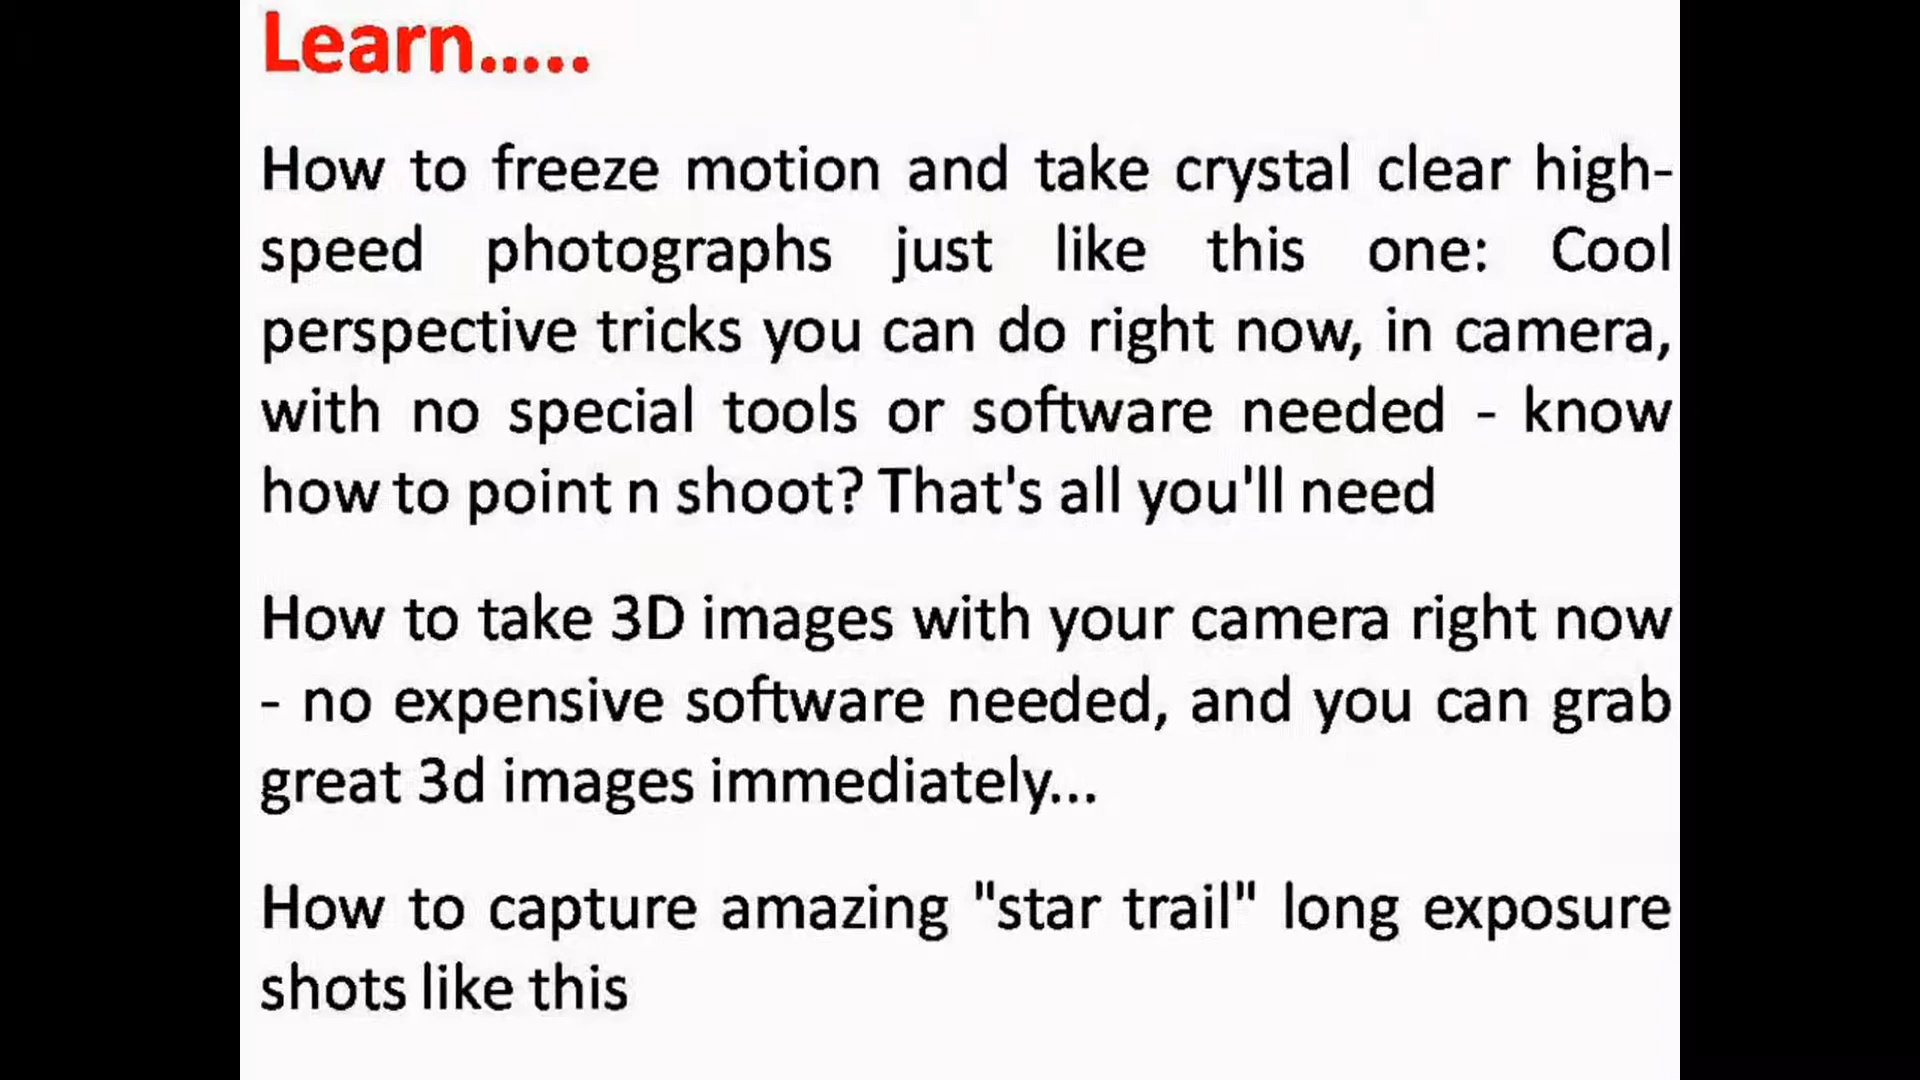 Learn.....
How to freeze motion and take crystal clear high-
speed photographs just like this one: Cool
perspective tricks you can do right now, in camera,
with no special tools or software needed - know
how to point n shoot? That's all you'll need
How to take 3D images with your camera right now
- no expensive software needed, and you can grab
great 3d images immediately...
How to capture amazing "star trail" long exposure
shots like this